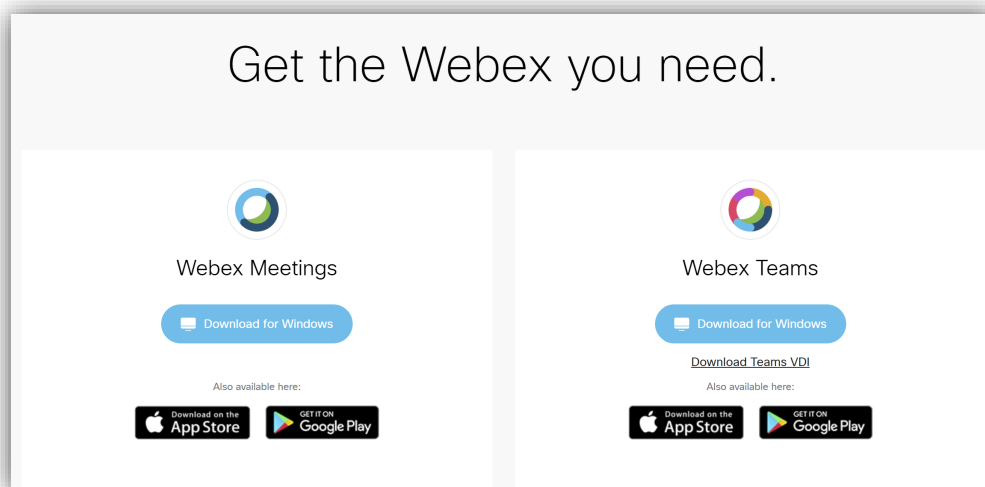 Get the Webex you need.
Webex Meetings
Download for Windows
Also available here:
Download on the
App Store
GET IT ON
Google Play
Webex Teams
Download for Windows
Download Teams VDI
Also available here:
Download on the
App Store
GET IT ON
Google Play